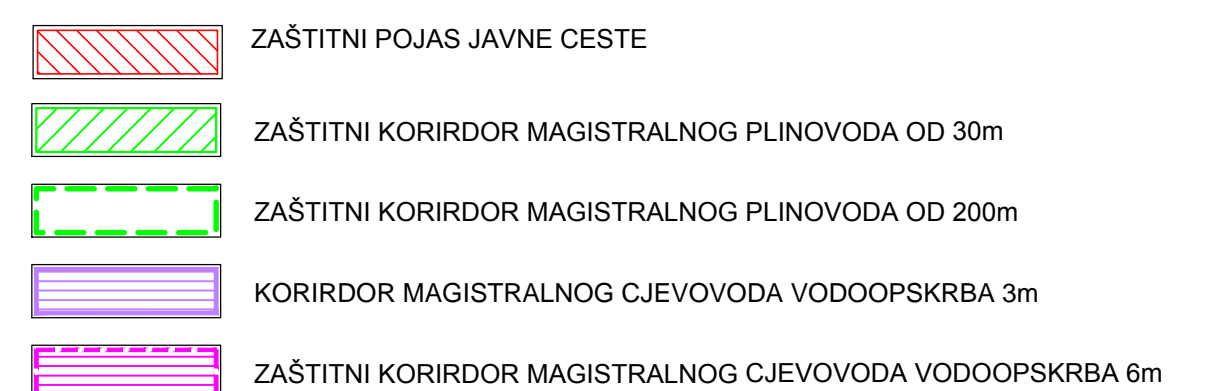 ZAŠTITNI POJAS JAVNE CESTE
ZAŠTITNI KORIRDOR MAGISTRALNOG PLINOVODA OD 30m
ZAŠTITNI KORIRDOR MAGISTRALNOG PLINOVODA OD 200m
KORIRDOR MAGISTRALNOG CJEVOVODA VODOOPSKRBA 3m
ZAŠTITNI KORIRDOR MAGISTRALNOG CJEVOVODA VODOOPSKRBA 6m